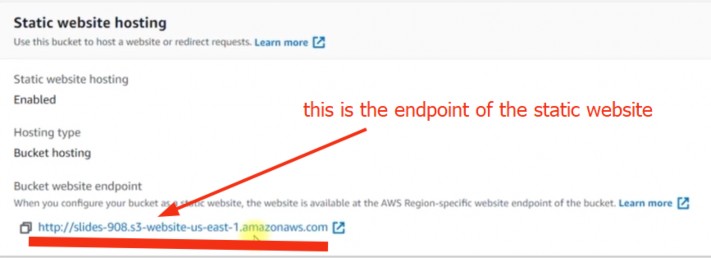 Static website hosting
Use this bucket to host a website or redirect requests. Learn more
Static website hosting
Enabled
this is the endpoint of the static website
Hosting type
Bucket hosting
Bucket website endpoint
When you configure your bucket as a static website, the website is available at the AWS Region-specific website endpoint of the bucket. Learn more
http://slides-908.s3-website-us-east-1.amazonaws.com